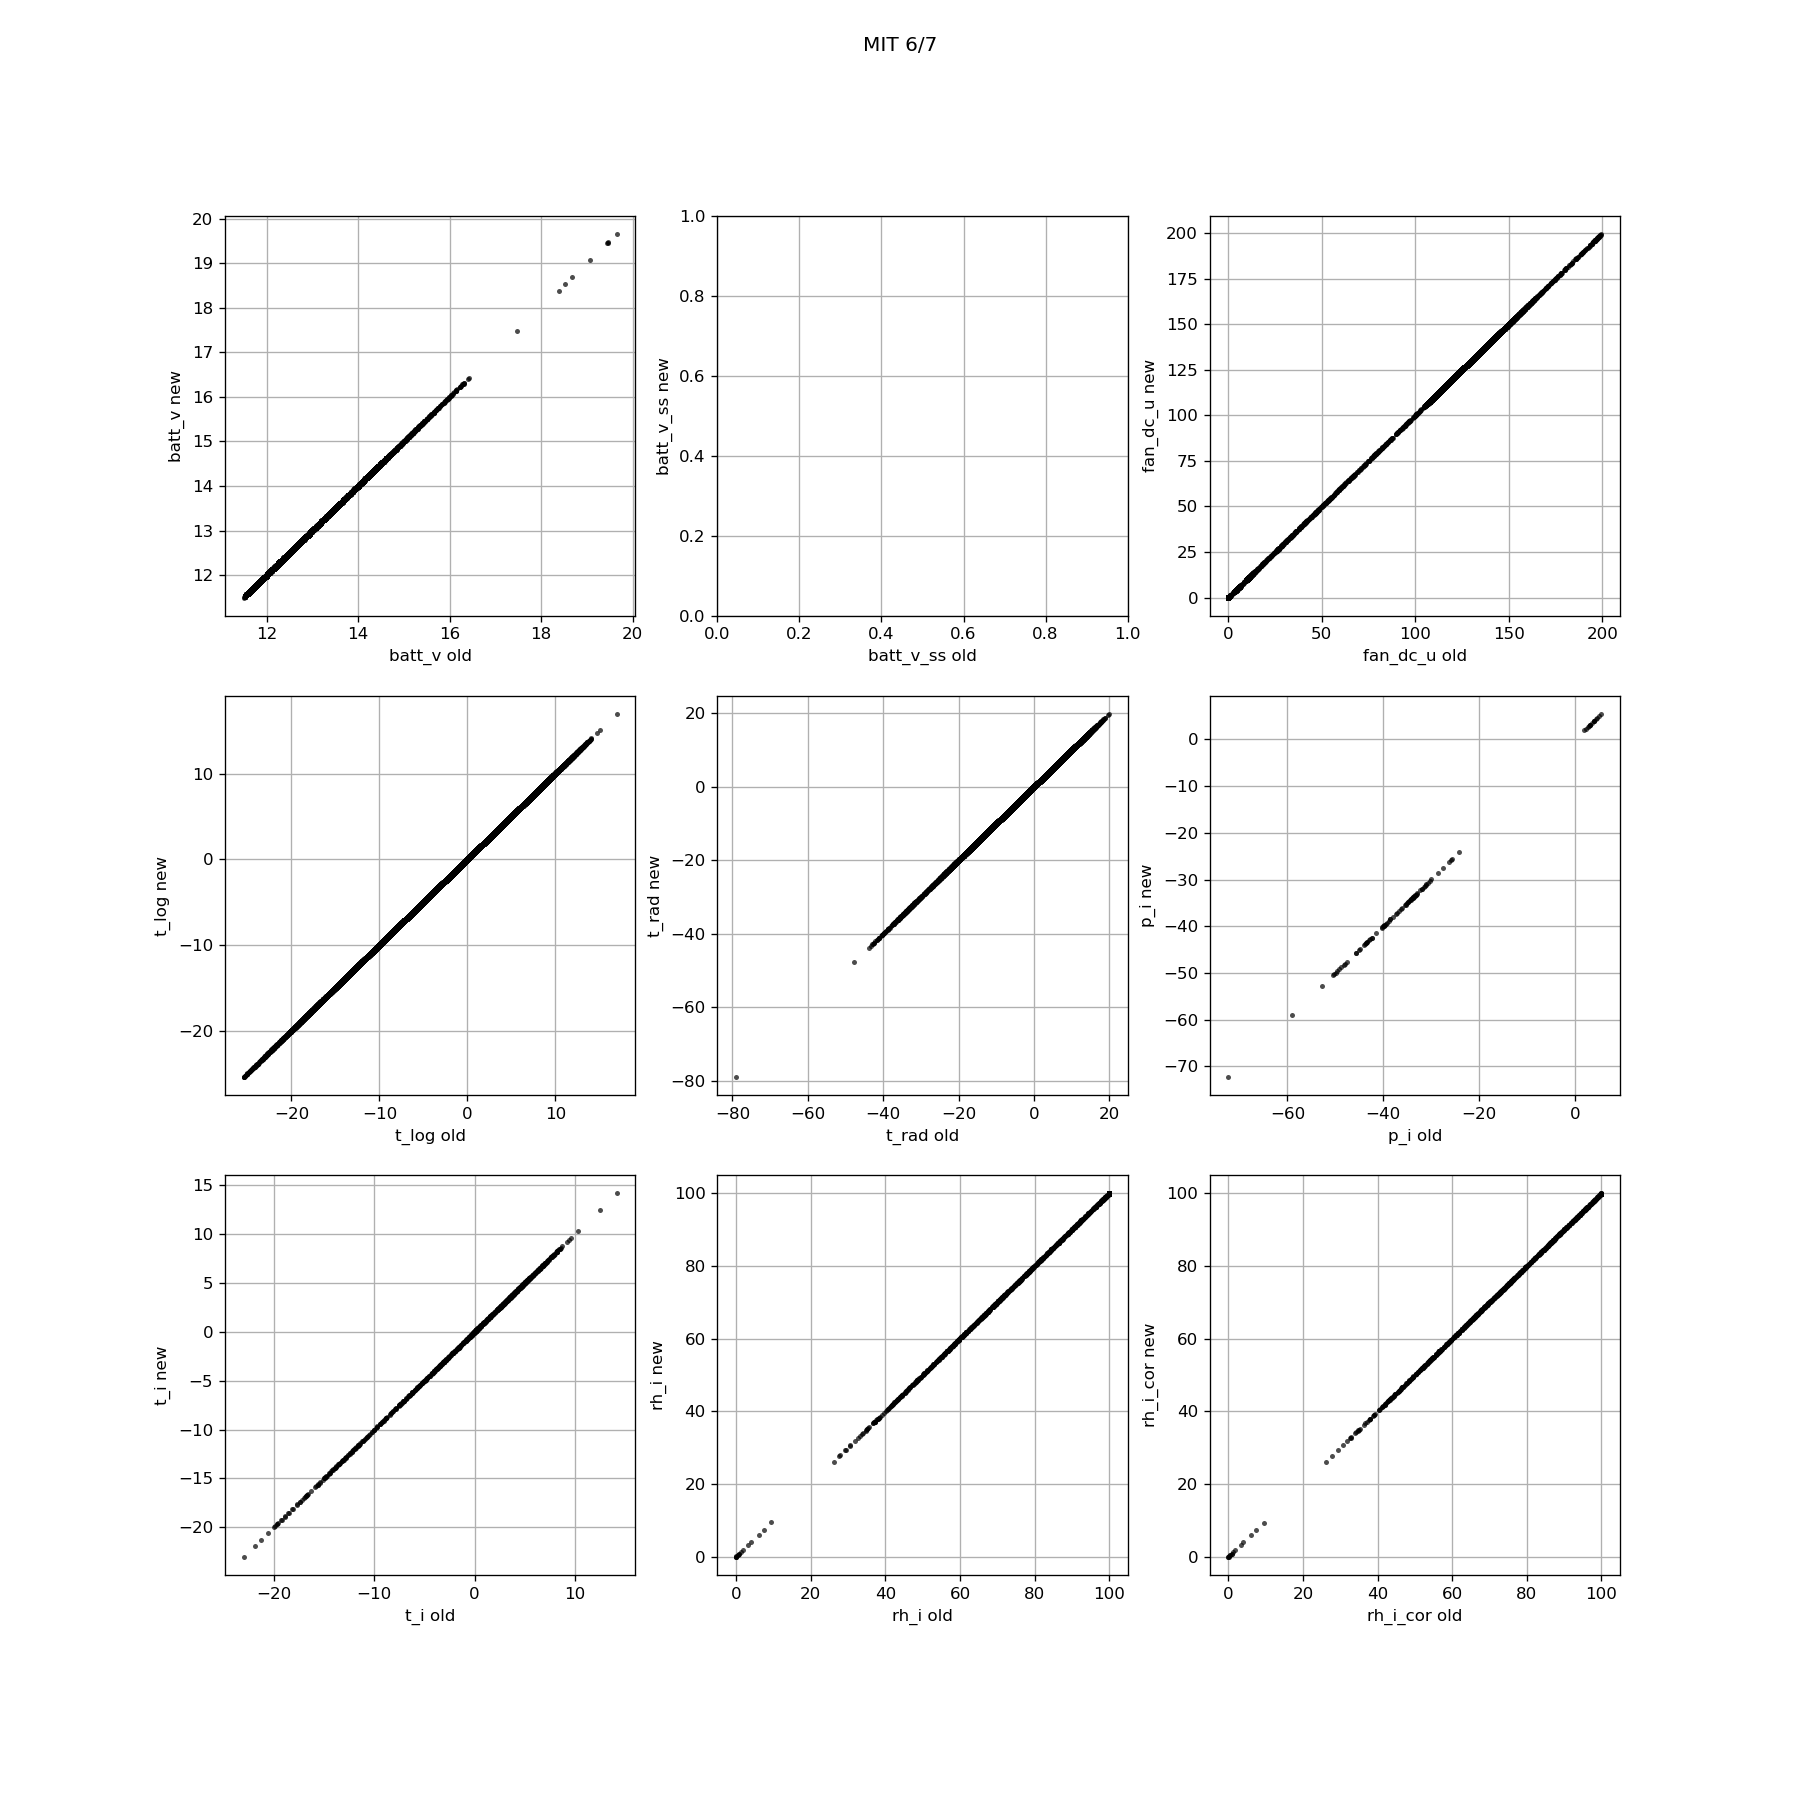 MIT 6/7
20
19
18
17
16
15
14
13
12
batt_v new
12 14 16 18 20
batt_v old
1.0
0.8
0.6
0.4
0.2
0.0
batt_v_ss new
0.0 0.2 0.4 0.6 0.8 1.0
batt_v_ss old
200
175
150
125
100
75
50
25
0
fan_dc_u new
0 50 100 150 200
fan_dc_u old
10
0
−10
−20
t_log new
−20 −10 0 10
t_log old
20
0
−20
−40
−60
−80
t_rad new
−80 −60 −40 −20 0 20
t_rad old
0
−10
−20
−30
−40
−50
−60
−70
p_i new
−60 −40 −20 0
p_i old
15
10
5
0
−5
−10
−15
−20
t_i new
−20 −10 0 10
t_i old
100
80
60
40
20
0
rh_i new
0 20 40 60 80 100
rh_i old
100
80
60
40
20
0
rh_i_cor new
0 20 40 60 80 100
rh_i_cor old